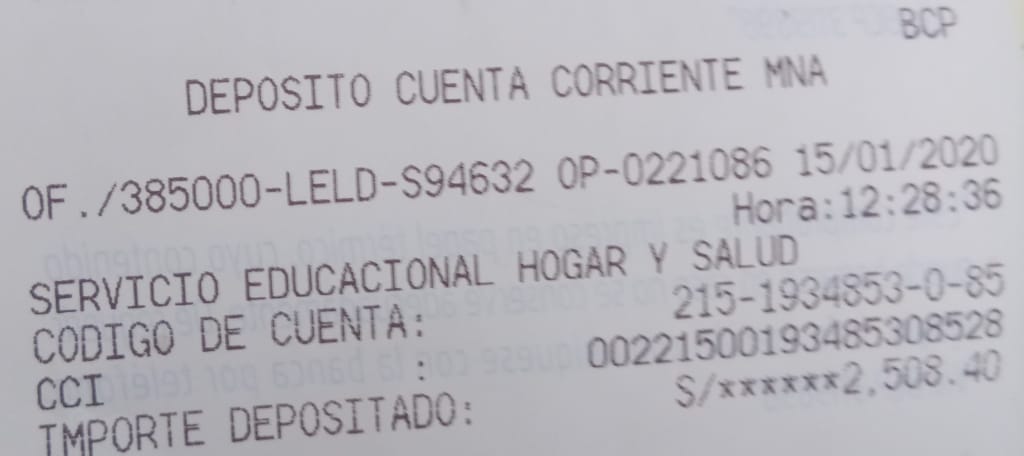 BCP
DEPOSITO CUENTA CORRIENTE MNA
OF./385000-LELD-S94632 OP-0221086 15/01/2020
Hora:12:28:36
SERVICIO EDUCACIONAL HOGAR Y SALUD
CODIGO DE CUENTA: 215-1934853-0-85
CCI : 00221500193485308528
IMPORTE DEPOSITADO: S/******2,508.40